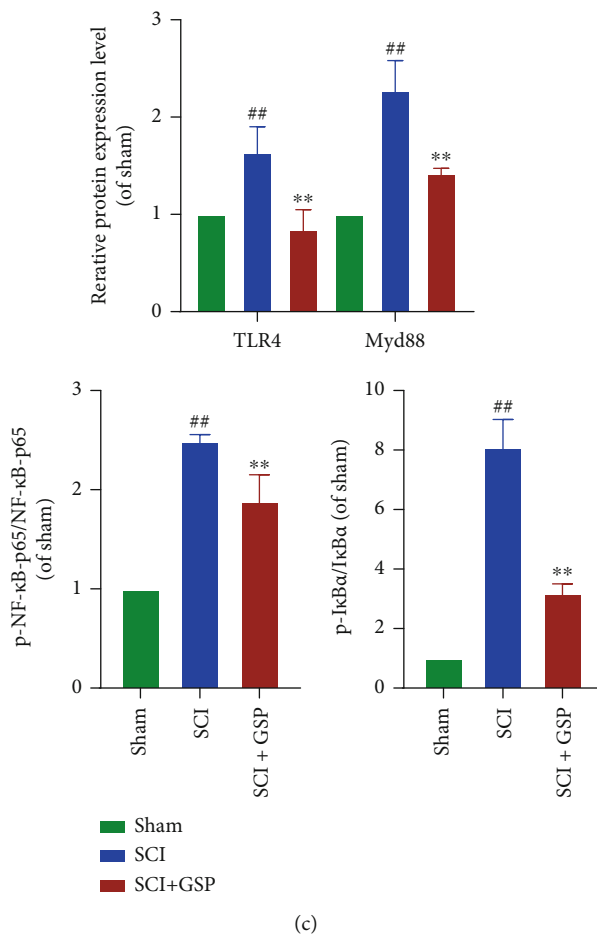 Rerative protein expression level
(of sham)
3
2
1
0
##
**
##
**
TLR4
Myd88
p-NF-κB-p65/NF-κB-p65
(of sham)
3
2
1
0
##
**
Sham
SCI
SCI + GSP
p-IκBα/IκBα (of sham)
10
8
6
4
2
0
##
**
Sham
SCI
SCI + GSP
Sham
SCI
SCI+GSP
(c)